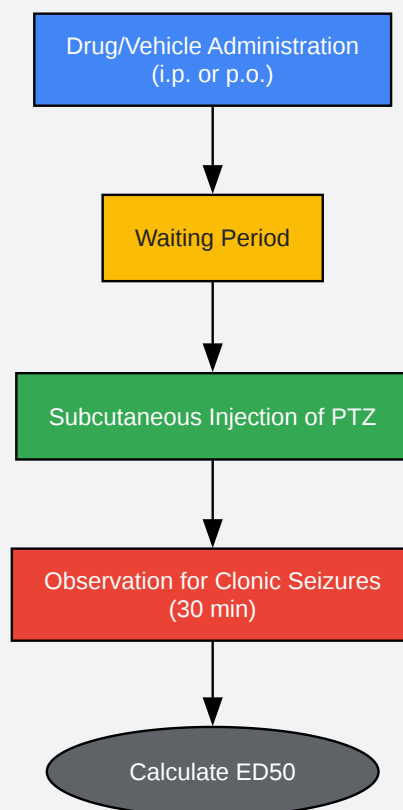 Drug/Vehicle Administration
(i.p. or p.o.)
Waiting Period
Subcutaneous Injection of PTZ
Observation for Clonic Seizures
(30 min)
Calculate ED50